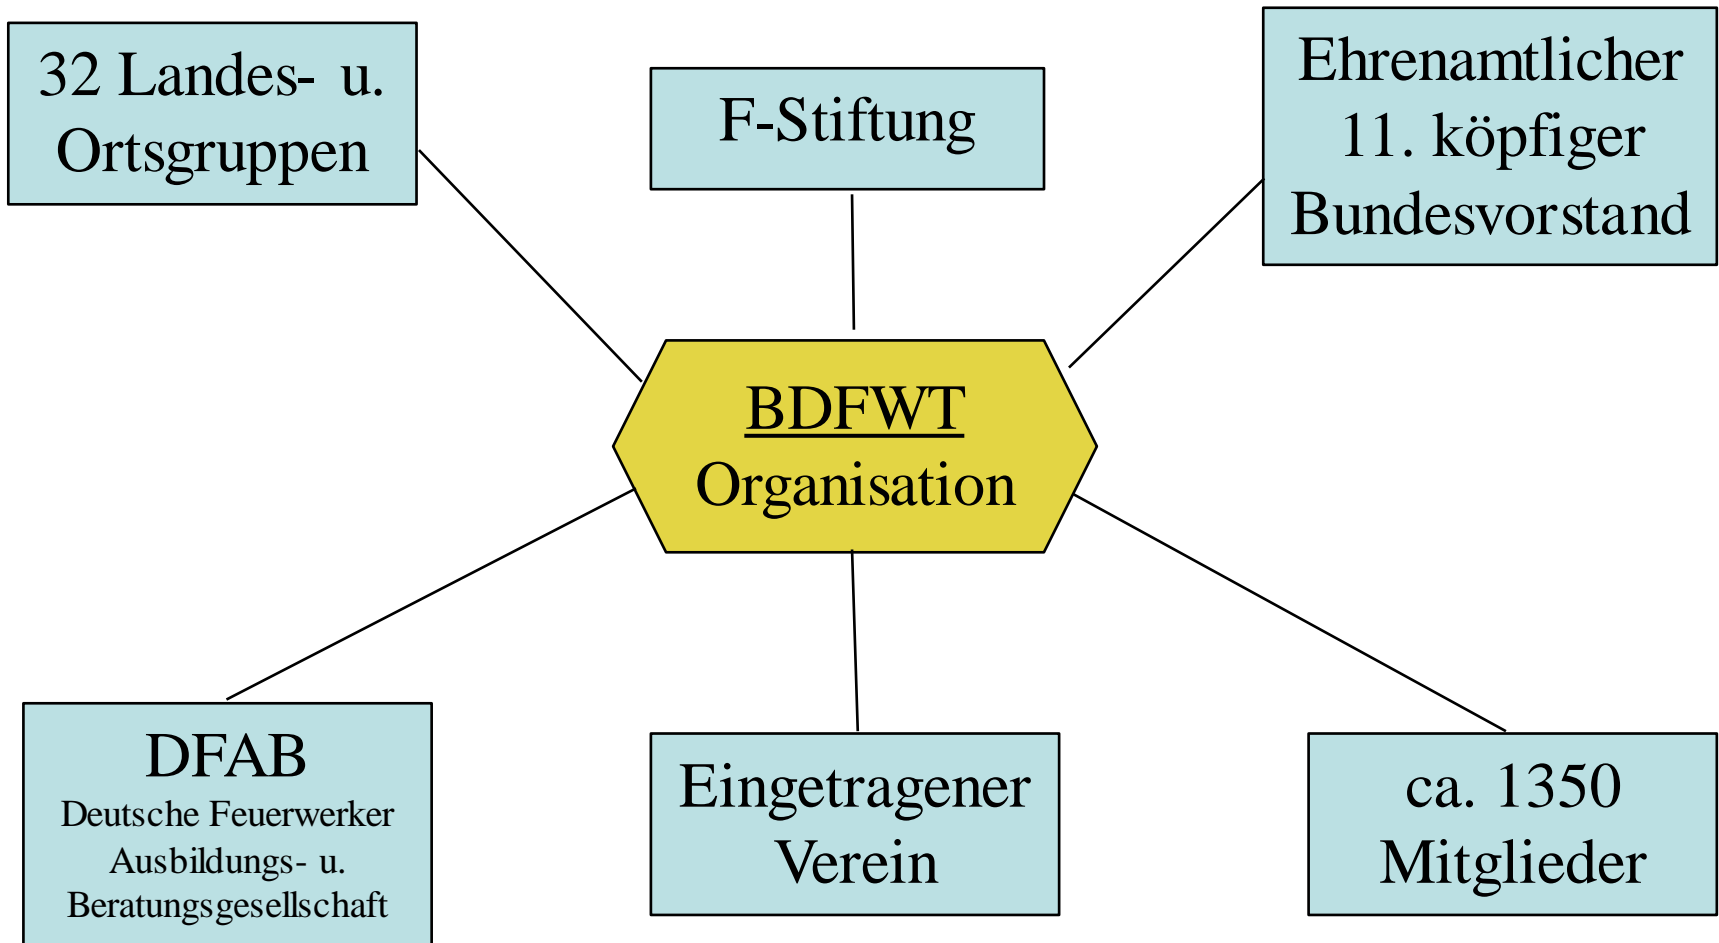 32 Landes- u.
Ortsgruppen
F-Stiftung
Ehrenamtlicher
11. köpfiger
Bundesvorstand
BDFWT
Organisation
DFAB
Deutsche Feuerwerker
Ausbildungs- u.
Beratungsgesellschaft
Eingetragener
Verein
ca. 1350
Mitglieder